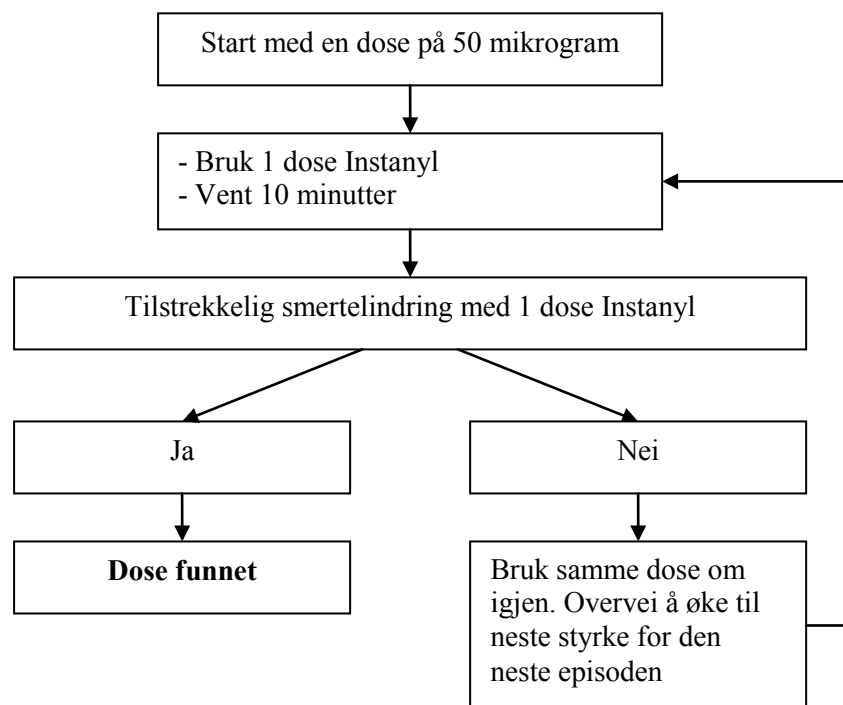 Start med en dose på 50 mikrogram
- Bruk 1 dose Instanyl
- Vent 10 minutter
Tilstrekkelig smertelindring med 1 dose Instanyl
Ja
Nei
Dose funnet
Bruk samme dose om
igjen. Overvei å øke til
neste styrke for den
neste episoden